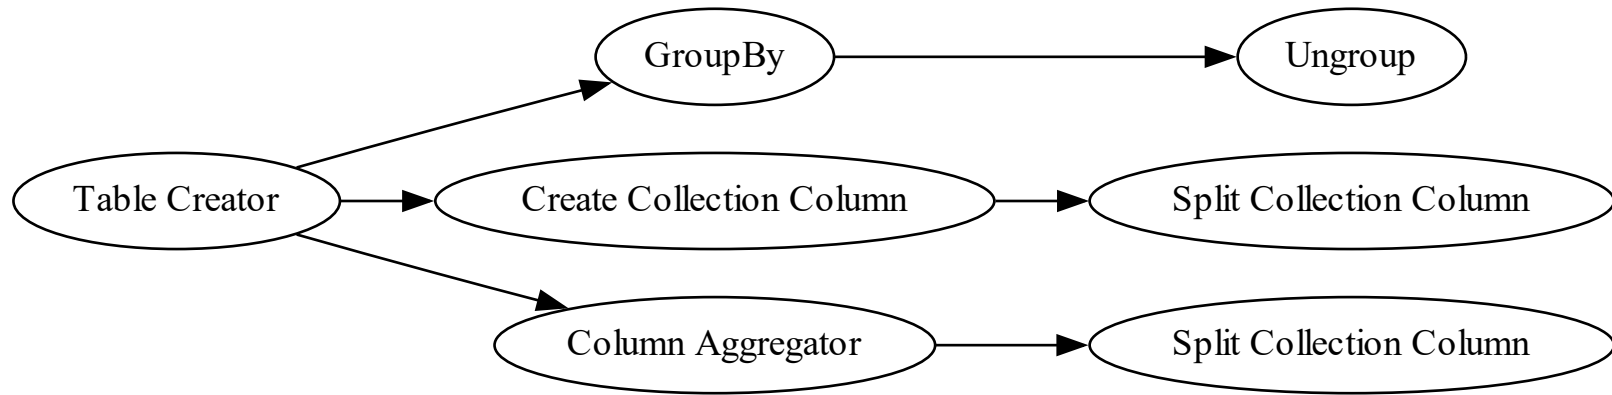 GroupBy
Ungroup
Table Creator
Create Collection Column
Split Collection Column
Column Aggregator
Split Collection Column